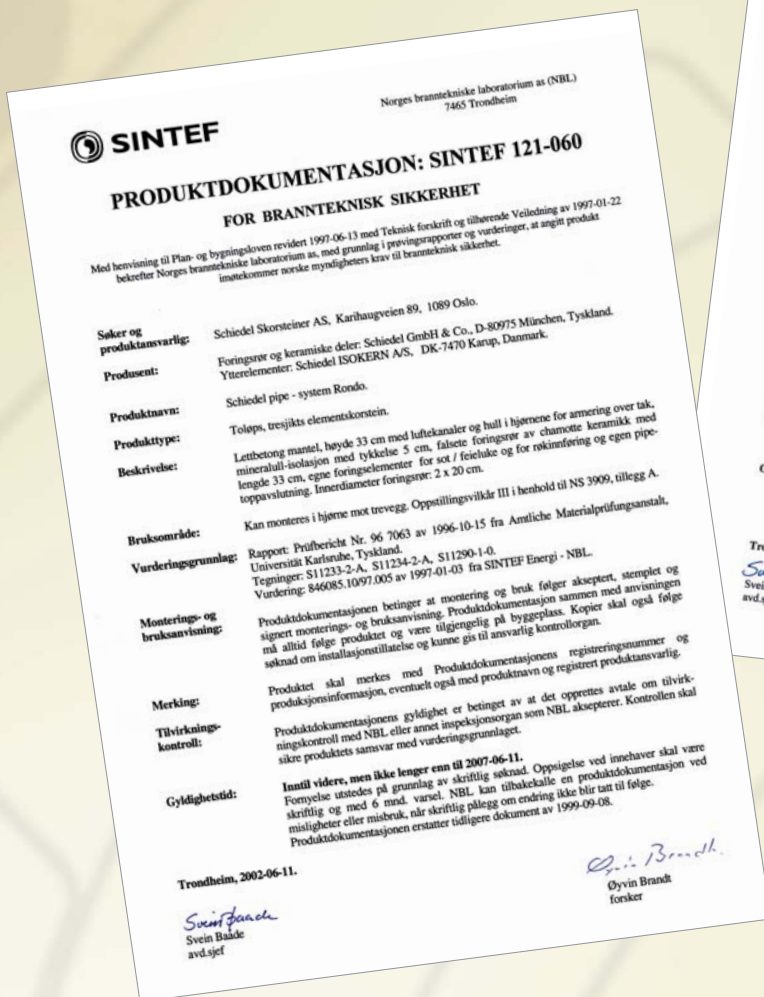 Norges branntekniske laboratorium as (NBL)
7465 Trondheim
SINTEF
PRODUKTDOKUMENTASJON: SINTEF 121-060
FOR BRANNTEKNISK SIKKERHET
Med henvisning til Plan- og bygningsloven revidert 1997-06-13 med Teknisk forskrift og tilhørende Veiledning av 1997-01-22
bekrefter Norges branntekniske laboratorium as, med grunnlag i prøvingsrapporter og vurderinger, at angitt produkt
imøtekommer norske myndigheters krav til brannteknisk sikkerhet.
Søker og
produktansvarlig: Schiedel Skorsteiner AS, Karihaugveien 89, 1089 Oslo.
Produsent: Foringsrør og keramiske deler: Schiedel GmbH & Co., D-80975 München, Tyskland.
Ytterelementer: Schiedel ISOKERN A/S, DK-7470 Karup, Danmark.
Produktnavn: Schiedel pipe - system Rondo.
Produkttype: Toløps, tresjikts elementskorstein.
Beskrivelse: Lettbetong mantel, høyde 33 cm med luftekanaler og hull i hjørnene for armering over tak,
mineralull-isolasjon med tykkelse 5 cm, falsete foringsrør av chamotte keramikk med
lengde 33 cm, egne foringselementer for sot / feieluke og for røkinnføring og egen pipe-
toppavslutning. Innerdiameter foringsrør: 2 x 20 cm.
Bruksområde: Kan monteres i hjørne mot trevegg. Oppstillingsvilkår III i henhold til NS 3909, tillegg A.
Vurderingsgrunnlag: Rapport: Prüfbericht Nr. 96 7063 av 1996-10-15 fra Amtliche Materialprüfungsanstalt,
Universität Karlsruhe, Tyskland.
Tegninger: S11233-2-A, S11234-2-A, S11290-1-0.
Vurdering: 846085.10/97.005 av 1997-01-03 fra SINTEF Energi - NBL.
Monterings- og
bruksanvisning: Produktdokumentasjonen betinger at montering og bruk følger akseptert, stemplet og
signert monterings- og bruksanvisning. Produktdokumentasjon sammen med anvisningen
må alltid følge produktet og være tilgjengelig på byggeplass. Kopier skal også følge
søknad om installasjonstillatelse og kunne gis til ansvarlig kontrollorgan.
Merking: Produktet skal merkes med Produktdokumentasjonens registreringsnummer og
produksjonsinformasjon, eventuelt også med produktnavn og registrert produktansvarlig.
Tilvirknings-
kontroll: Produktdokumentasjonens gyldighet er betinget av at det opprettes avtale om tilvirk-
ningskontroll med NBL eller annet inspeksjonsorgan som NBL aksepterer. Kontrollen skal
sikre produktets samsvar med vurderingsgrunnlaget.
Gyldighetstid: Inntil videre, men ikke lenger enn til 2007-06-11.
Fornyelse utstedes på grunnlag av skriftlig søknad. Oppsigelse ved innehaver skal være
skriftlig og med 6 mnd. varsel. NBL kan tilbakekalle en produktdokumentasjon ved
misligheter eller misbruk, når skriftlig pålegg om endring ikke blir tatt til følge.
Produktdokumentasjonen erstatter tidligere dokument av 1999-09-08.
Trondheim, 2002-06-11.
Svein Baade
Svein Baade
avd.sjef
Øyvin Brandt
Øyvin Brandt
forsker
Svei
avd.s